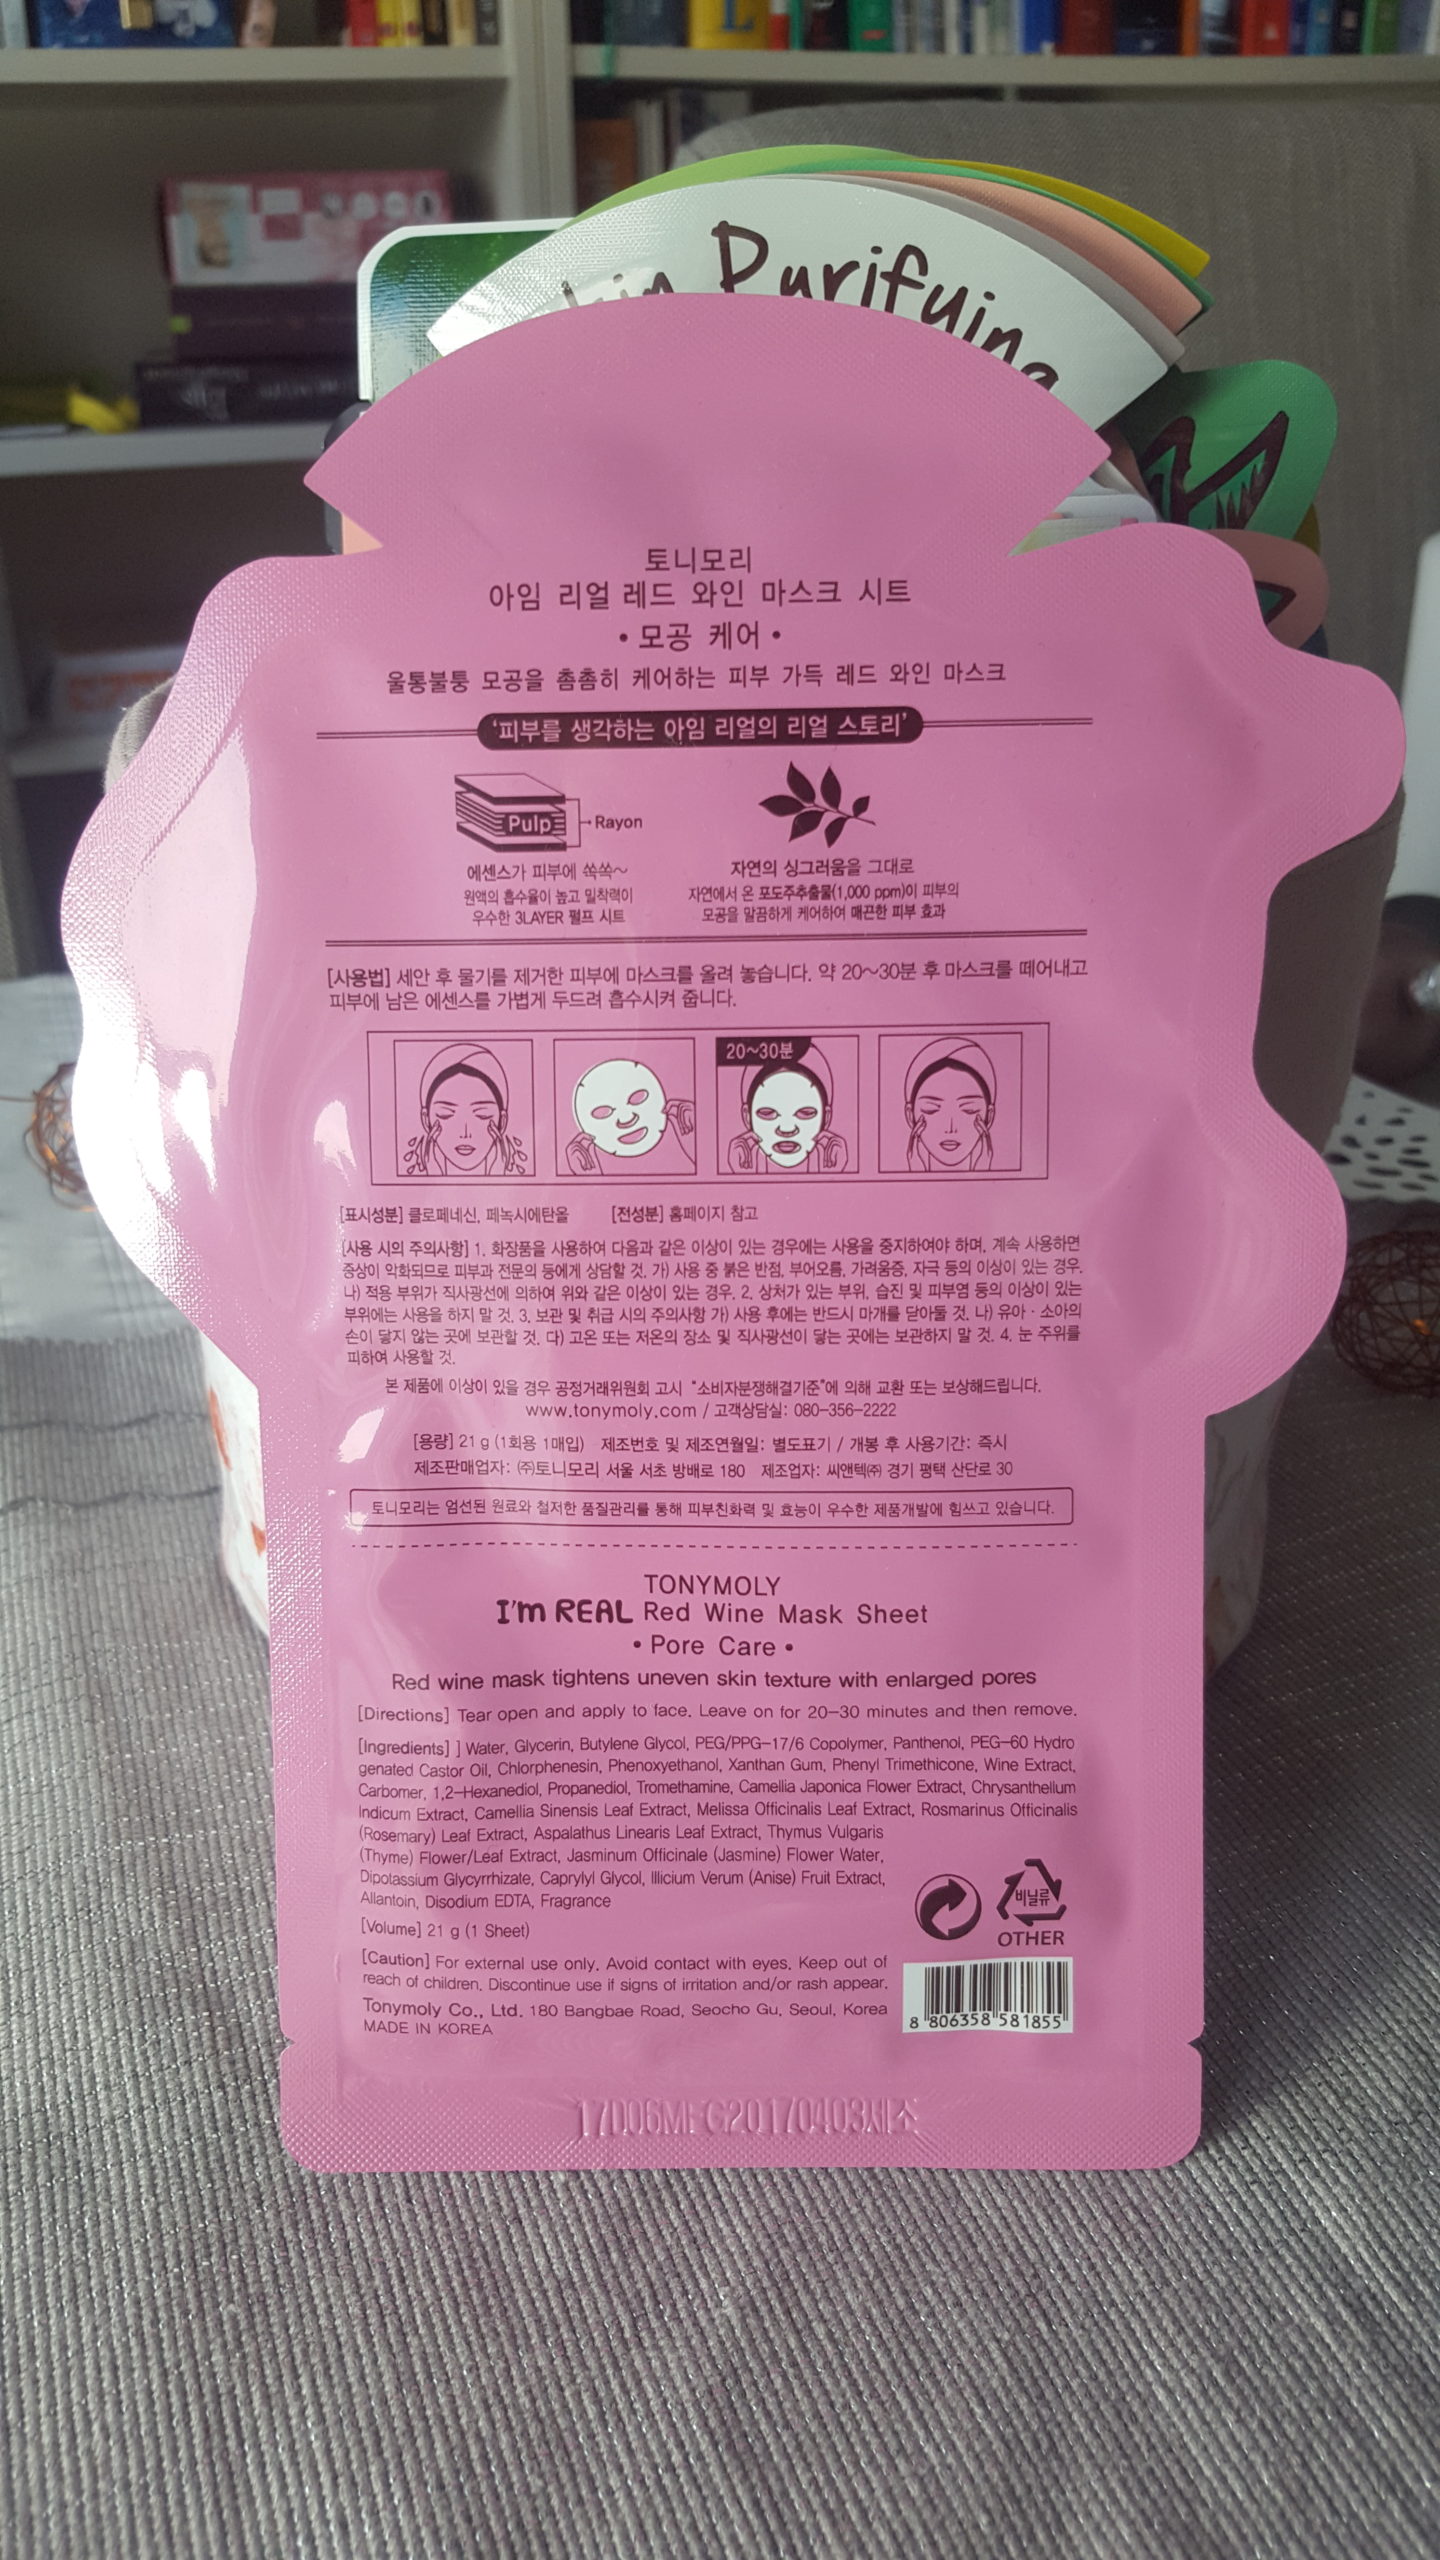 Skin Purifying
토니모리
아임 리얼 레드 와인 마스크 시트
• 모공 케어 •
울통불퉁 모공을 촘촘히 케어하는 피부 가득 레드 와인 마스크
‘피부를 생각하는 아임 리얼의 리얼 스토리’
Pulp
Rayon
에센스가 피부에 쏙쏙~
원액의 흡수율이 높고 밀착력이
우수한 3LAYER 펄프 시트
자연의 싱그러움을 그대로
자연에서 온 포도주추출물(1,000 ppm)이 피부의
모공을 말끔하게 케어하여 매끈한 피부 효과
[사용법] 세안 후 물기를 제거한 피부에 마스크를 올려 놓습니다. 약 20~30분 후 마스크를 떼어내고
피부에 남은 에센스를 가볍게 두드려 흡수시켜 줍니다.
20~30분
[표시성분] 클로페네신, 페녹시에탄올 [전성분] 홈페이지 참고
[사용 시의 주의사항] 1. 화장품을 사용하여 다음과 같은 이상이 있는 경우에는 사용을 중지하여야 하며, 계속 사용하면
증상이 악화되므로 피부과 전문의 등에게 상담할 것. 가) 사용 중 붉은 반점, 부어오름, 가려움증, 자극 등의 이상이 있는 경우.
나) 적용 부위가 직사광선에 의하여 위와 같은 이상이 있는 경우. 2. 상처가 있는 부위, 습진 및 피부염 등의 이상이 있는
부위에는 사용을 하지 말 것. 3. 보관 및 취급 시의 주의사항 가) 사용 후에는 반드시 마개를 닫아둘 것. 나) 유아 · 소아의
손이 닿지 않는 곳에 보관할 것. 다) 고온 또는 저온의 장소 및 직사광선이 닿는 곳에는 보관하지 말 것. 4. 눈 주위를
피하여 사용할 것.
본 제품에 이상이 있을 경우 공정거래위원회 고시 “소비자분쟁해결기준”에 의해 교환 또는 보상해드립니다.
www.tonymoly.com / 고객상담실: 080-356-2222
[용량] 21 g (1회용 1매입) 제조번호 및 제조연월일: 별도표기 / 개봉 후 사용기간: 즉시
제조판매업자: ㈜토니모리 서울 서초 방배로 180 제조업자: 씨앤텍㈜ 경기 평택 산단로 30
토니모리는 엄선된 원료와 철저한 품질관리를 통해 피부친화력 및 효능이 우수한 제품개발에 힘쓰고 있습니다.
TONYMOLY
I'm REAL Red Wine Mask Sheet
• Pore Care •
Red wine mask tightens uneven skin texture with enlarged pores
[Directions] Tear open and apply to face. Leave on for 20-30 minutes and then remove.
[Ingredients] ] Water, Glycerin, Butylene Glycol, PEG/PPG-17/6 Copolymer, Panthenol, PEG-60 Hydro
genated Castor Oil, Chlorphenesin, Phenoxyethanol, Xanthan Gum, Phenyl Trimethicone, Wine Extract,
Carbomer, 1,2-Hexanediol, Propanediol, Tromethamine, Camellia Japonica Flower Extract, Chrysanthellum
Indicum Extract, Camellia Sinensis Leaf Extract, Melissa Officinalis Leaf Extract, Rosmarinus Officinalis
(Rosemary) Leaf Extract, Aspalathus Linearis Leaf Extract, Thymus Vulgaris
(Thyme) Flower/Leaf Extract, Jasminum Officinale (Jasmine) Flower Water,
Dipotassium Glycyrrhizate, Caprylyl Glycol, Illicium Verum (Anise) Fruit Extract,
Allantoin, Disodium EDTA, Fragrance
비닐류
OTHER
[Volume] 21 g (1 Sheet)
[Caution] For external use only. Avoid contact with eyes. Keep out of
reach of children. Discontinue use if signs of irritation and/or rash appear.
Tonymoly Co., Ltd. 180 Bangbae Road, Seocho Gu, Seoul, Korea
MADE IN KOREA
8 806358 581855
17D06MFG20170403제조